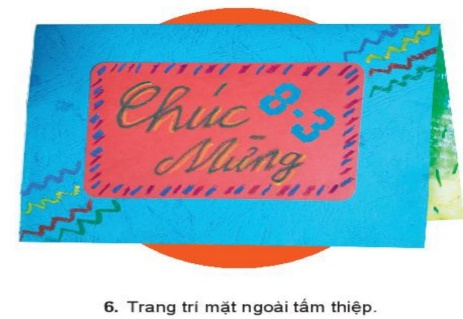 Chúc 8-3
Mừng
6. Trang trí mặt ngoài tấm thiệp.